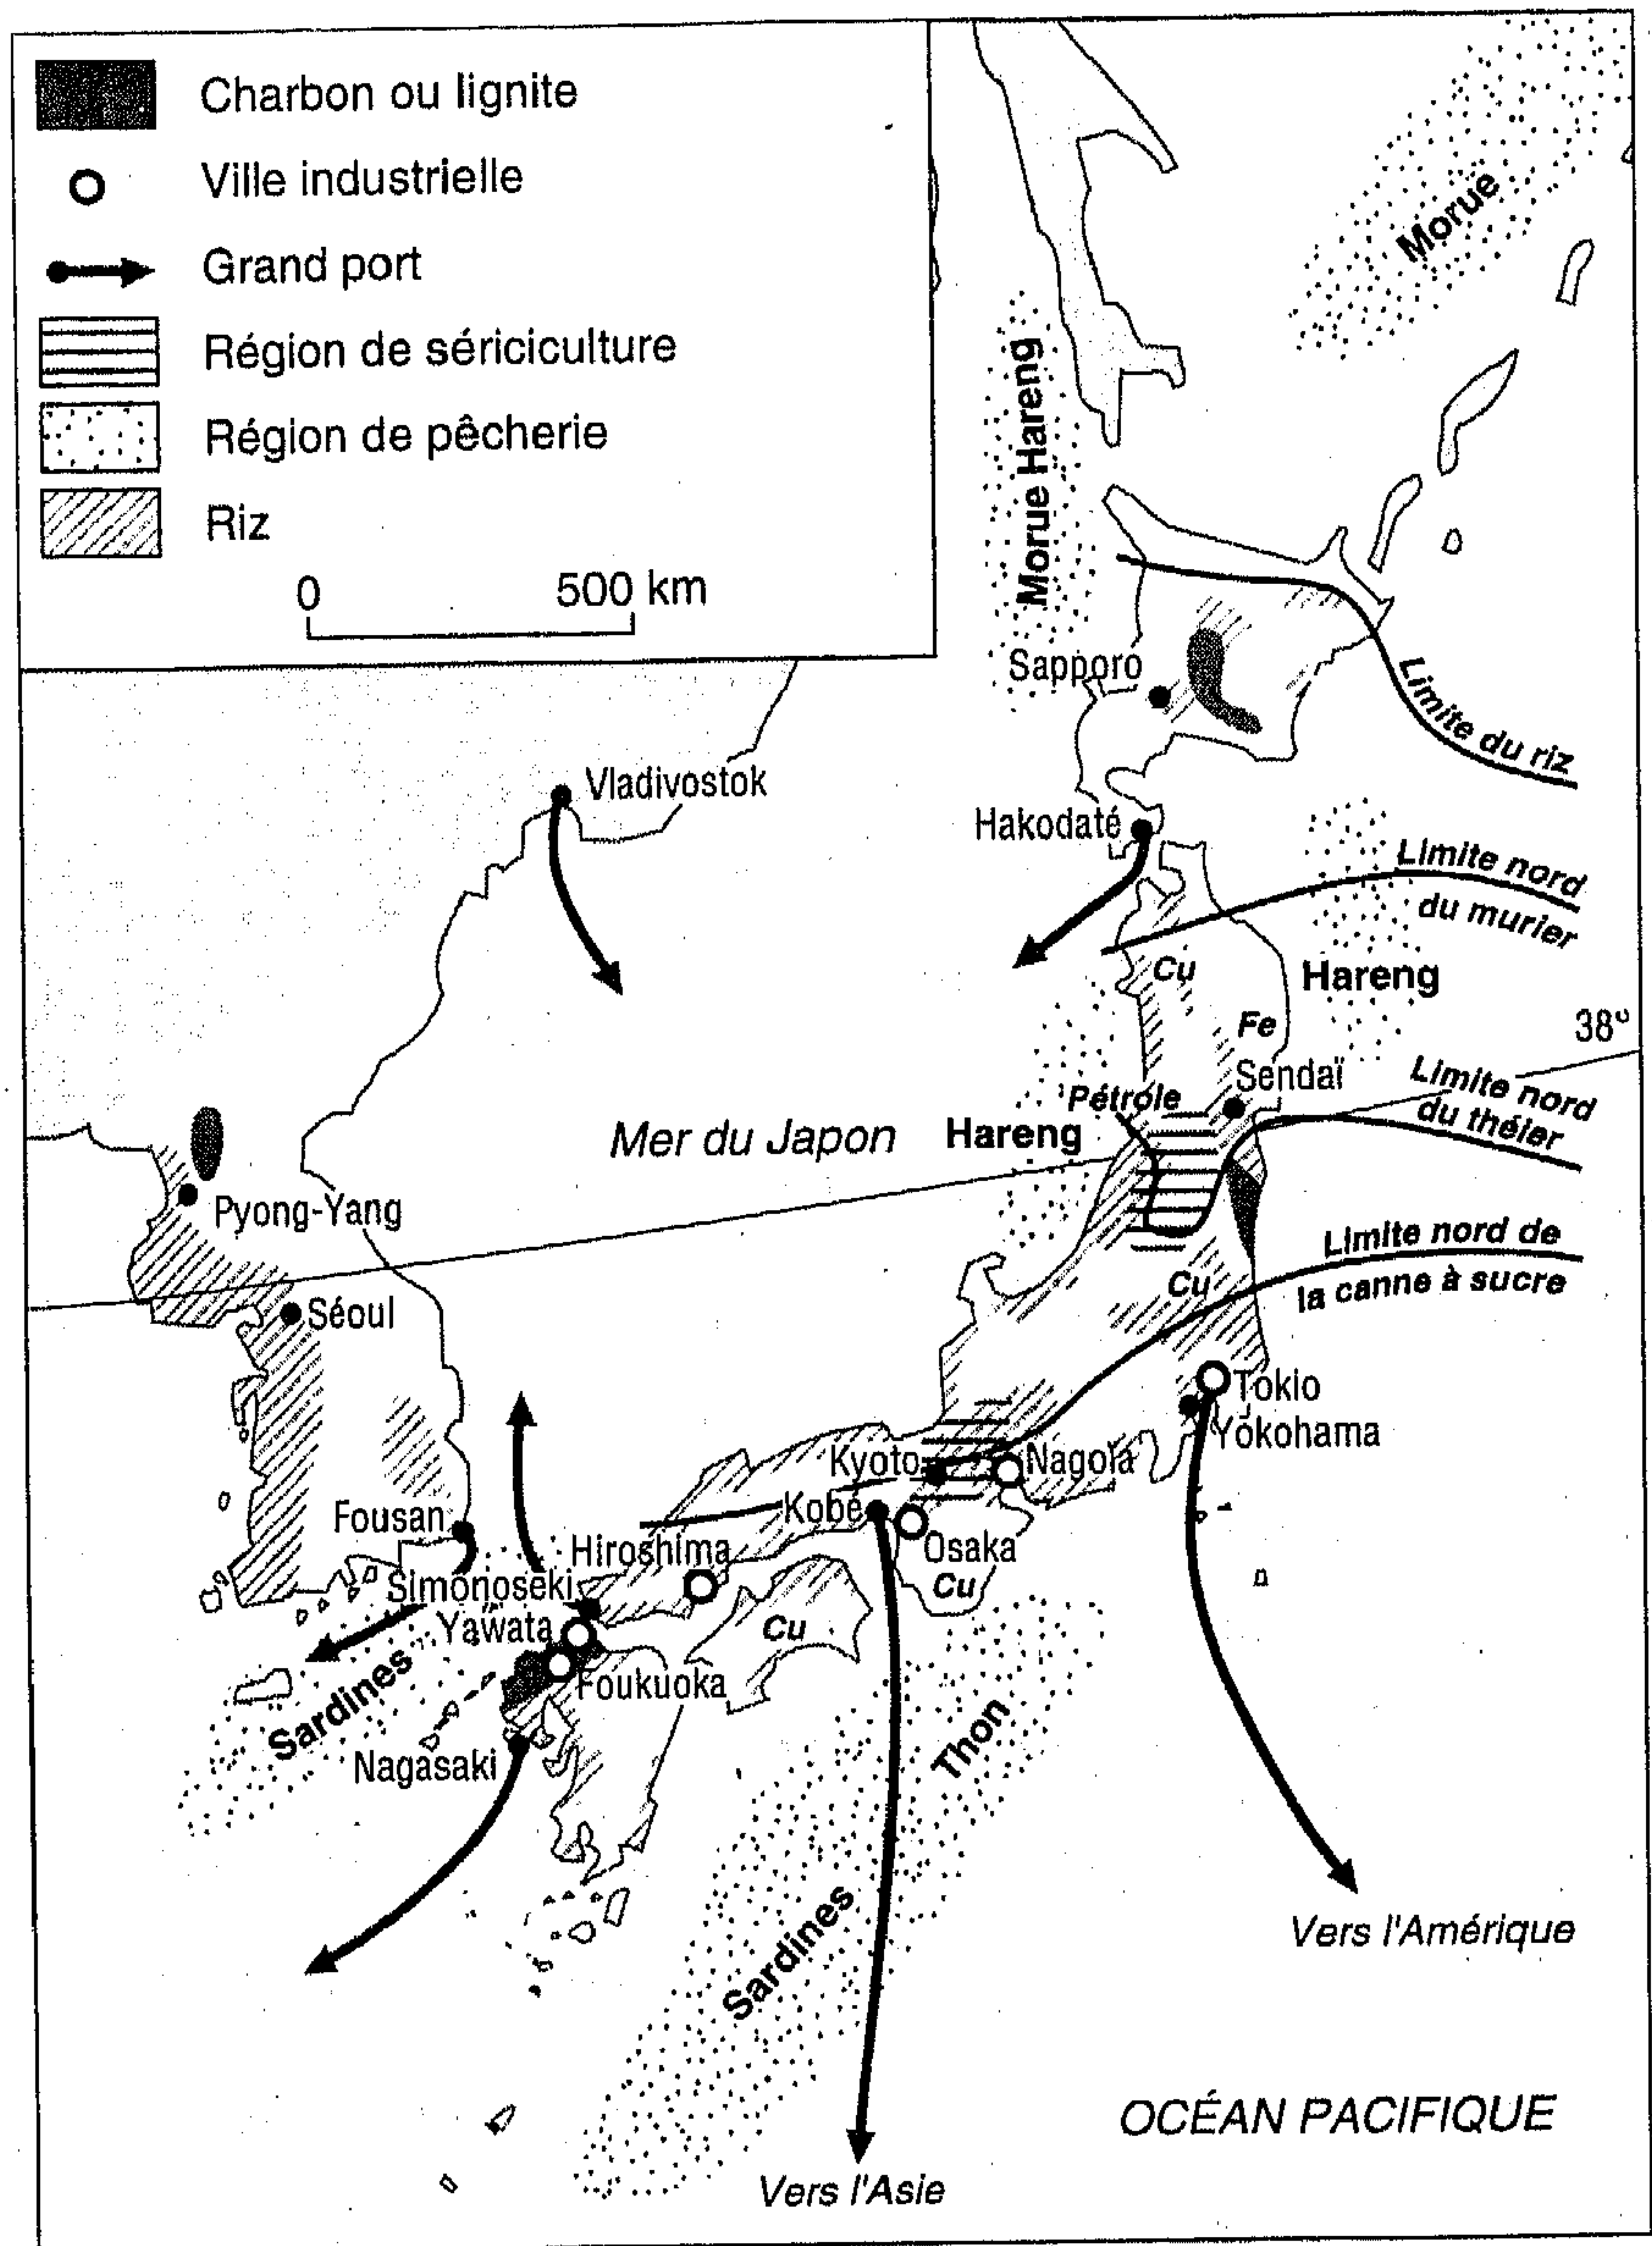 Charbon ou lignite
Ville industrielle
Grand port
Région de sériciculture
Région de pêcherie
Riz
0 500 km
Morue
Morue Hareng
Sapporo
Limite du riz
Vladivostok
Hakodaté
Limite nord
du murier
Cu
Hareng
Fe
38°
Sendaï
Pétrole
Limite nord
du théier
Mer du Japon
Hareng
Pyong-Yang
Limite nord de
la canne à sucre
Cu
Séoul
Tokio
Yokohama
Kyoto
Nagoïa
Kobé
Fousan
Osaka
Hiroshima
Cu
Simonoseki
Yawata
Cu
Foukuoka
Sardines
Thon
Nagasaki
Sardines
Vers l'Amérique
OCÉAN PACIFIQUE
Vers l'Asie